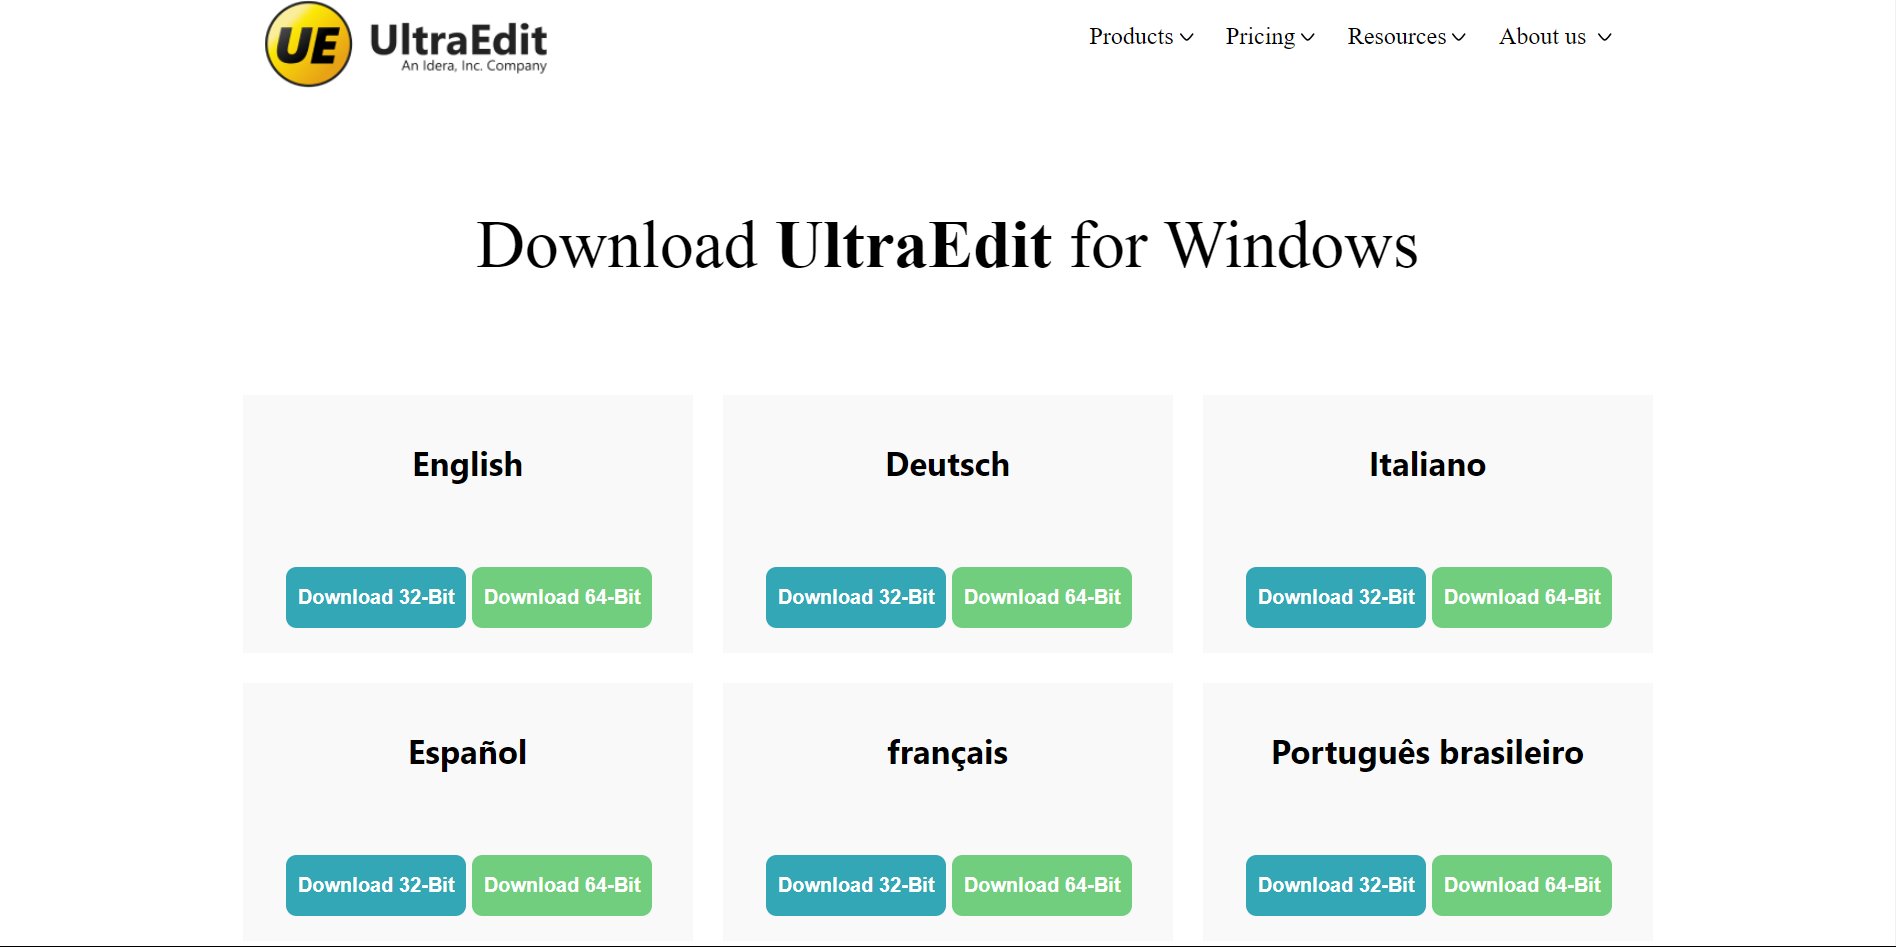 UE UltraEdit
An Idera, Inc. Company
Products Pricing Resources About us
Download UltraEdit for Windows
English
Download 32-Bit Download 64-Bit
Deutsch
Download 32-Bit Download 64-Bit
Italiano
Download 32-Bit Download 64-Bit
Español
Download 32-Bit Download 64-Bit
français
Download 32-Bit Download 64-Bit
Português brasileiro
Download 32-Bit Download 64-Bit